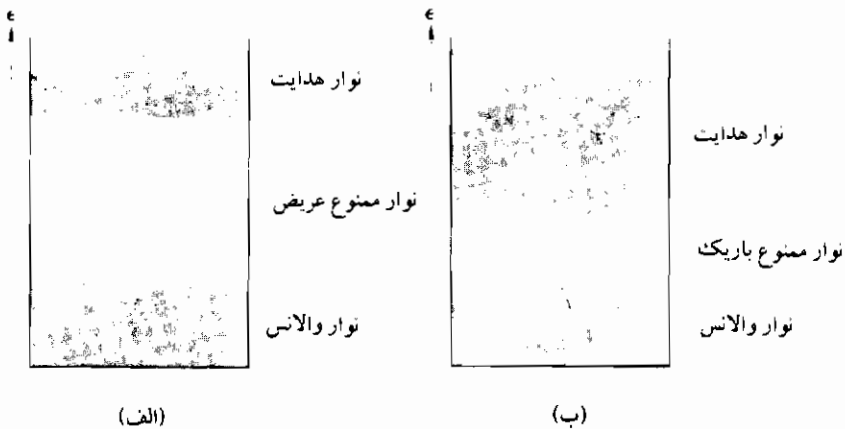 ε
نوار هدایت
نوار ممنوع عریض
نوار والانس
(الف)
ε
نوار هدایت
نوار ممنوع باریک
نوار والانس
(ب)